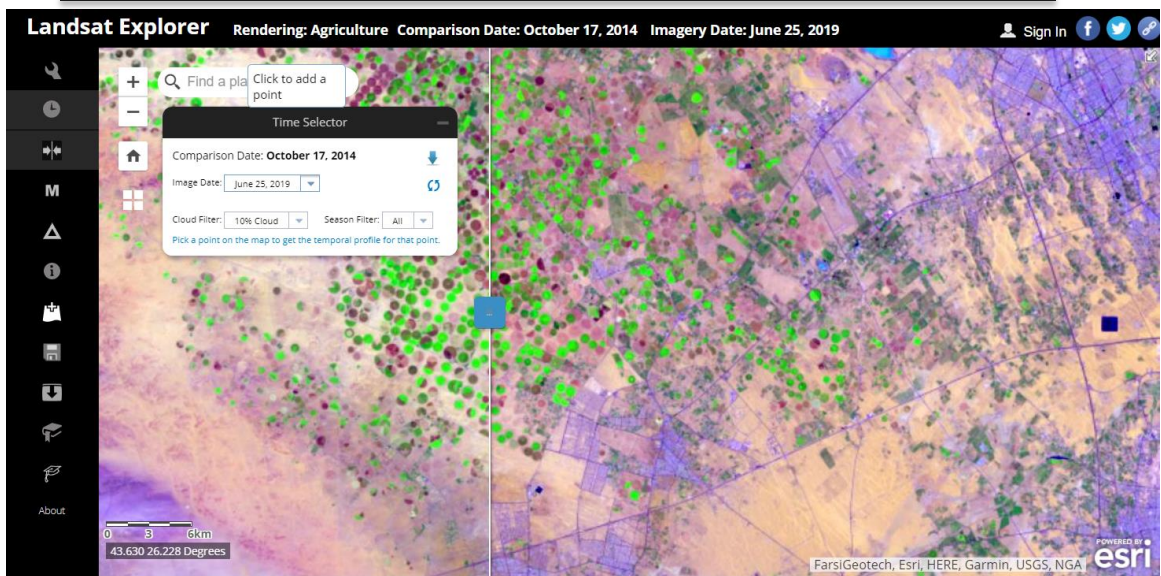 Landsat Explorer
Rendering: Agriculture Comparison Date: October 17, 2014 Imagery Date: June 25, 2019
Sign In
Find a pla
Click to add a
point
Time Selector
Comparison Date: October 17, 2014
Image Date: June 25, 2019
Cloud Filter: 10% Cloud Season Filter: All
Pick a point on the map to get the temporal profile for that point.
M
About
0 3 6km
43.630 26.228 Degrees
FarsiGeotech, Esri, HERE, Garmin, USGS, NGA
POWERED BY
esri